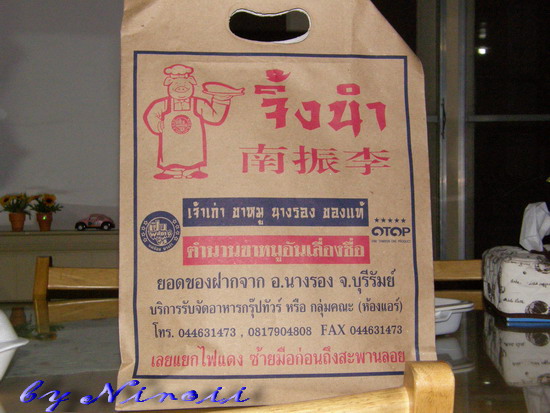 จิ้งนำ
南振李
เจ้าเก่า ขาหมู นางรอง ของแท้
ตำนานขาหมูอันเลื่องชื่อ
OTOP
ยอดของฝากจาก อ.นางรอง จ.บุรีรัมย์
บริการรับจัดอาหารกรุ๊ปทัวร์ หรือ กลุ่มคณะ (ห้องแอร์)
โทร. 044631473 , 0817904808 FAX 044631473
เลยแยกไฟแดง ซ้ายมือก่อนถึงสะพานลอย
by Ninoii